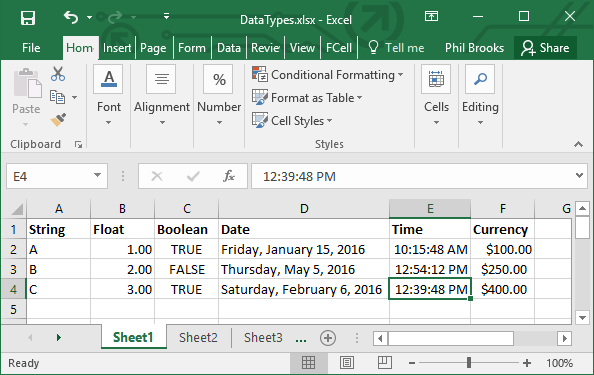 DataTypes.xlsx - Excel
File Home Insert Page Form Data Revie View FCell Tell me Phil Brooks Share
Paste
Clipboard
Font
Alignment
%
Number
Conditional Formatting
Format as Table
Cell Styles
Styles
Cells
Editing
E4 fx 12:39:48 PM
A B C D E F G
1 String Float Boolean Date Time Currency
2 A 1.00 TRUE Friday, January 15, 2016 10:15:48 AM $100.00
3 B 2.00 FALSE Thursday, May 5, 2016 12:54:12 PM $250.00
4 C 3.00 TRUE Saturday, February 6, 2016 12:39:48 PM $400.00
5
Sheet1 Sheet2 Sheet3 ...
Ready 100%